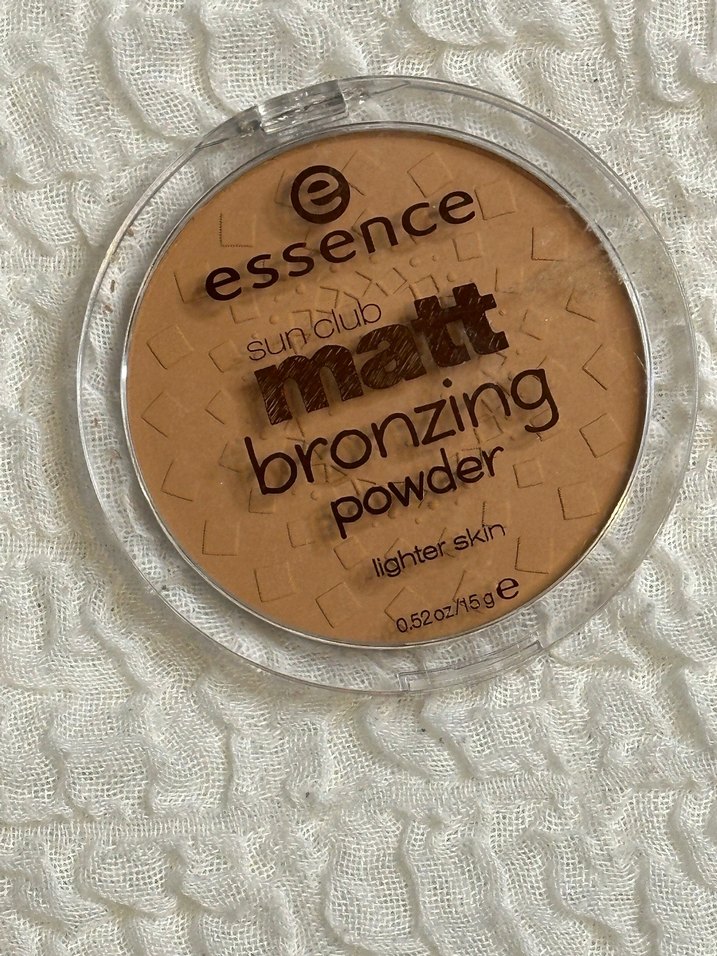 e
essence
sun club
matt
bronzing
powder
lighter skin
0.52 oz/15 g e